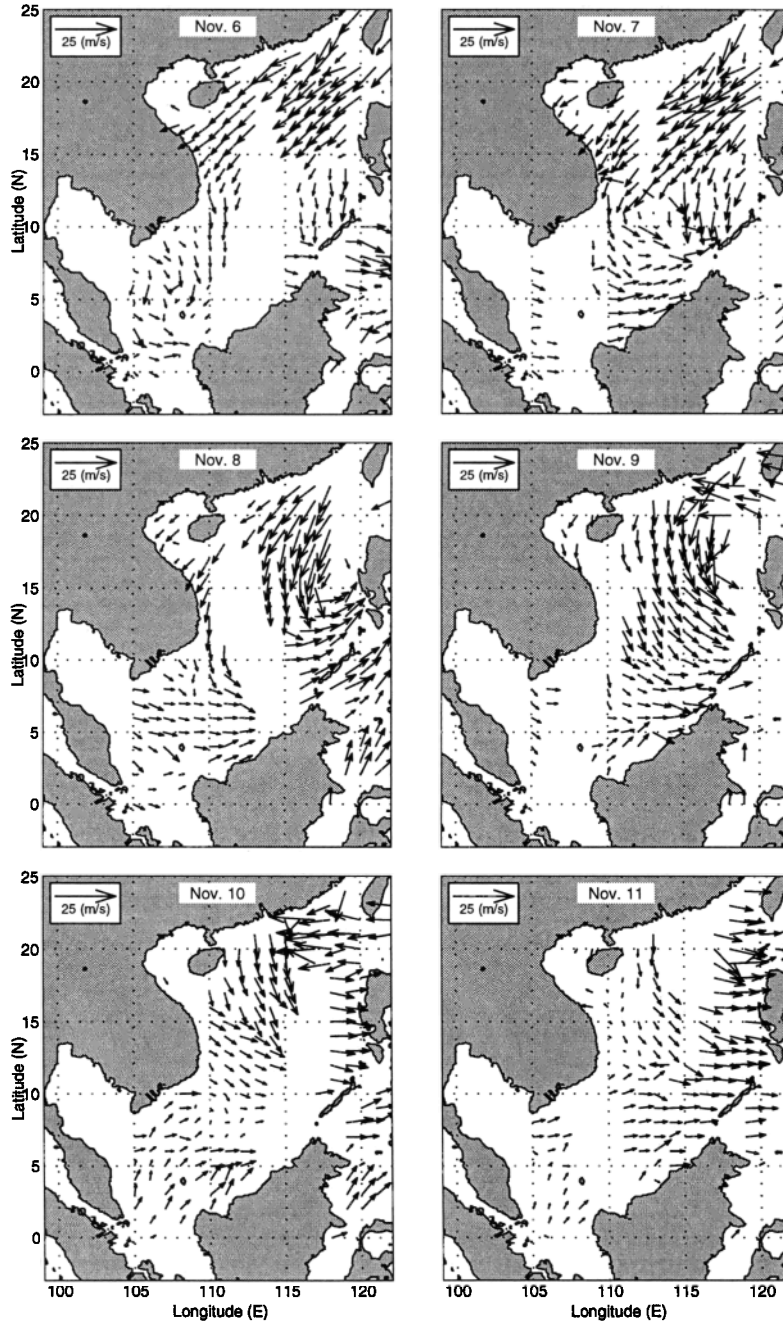 25
25 (m/s)
Nov. 6
25 (m/s)
Nov. 7
20
15
10
5
0
Latitude (N)
25
25 (m/s)
Nov. 8
25 (m/s)
Nov. 9
20
15
10
5
0
Latitude (N)
25
25 (m/s)
Nov. 10
25 (m/s)
Nov. 11
20
15
10
5
0
Latitude (N)
100 105 110 115 120
100 105 110 115 120
Longitude (E)
Longitude (E)